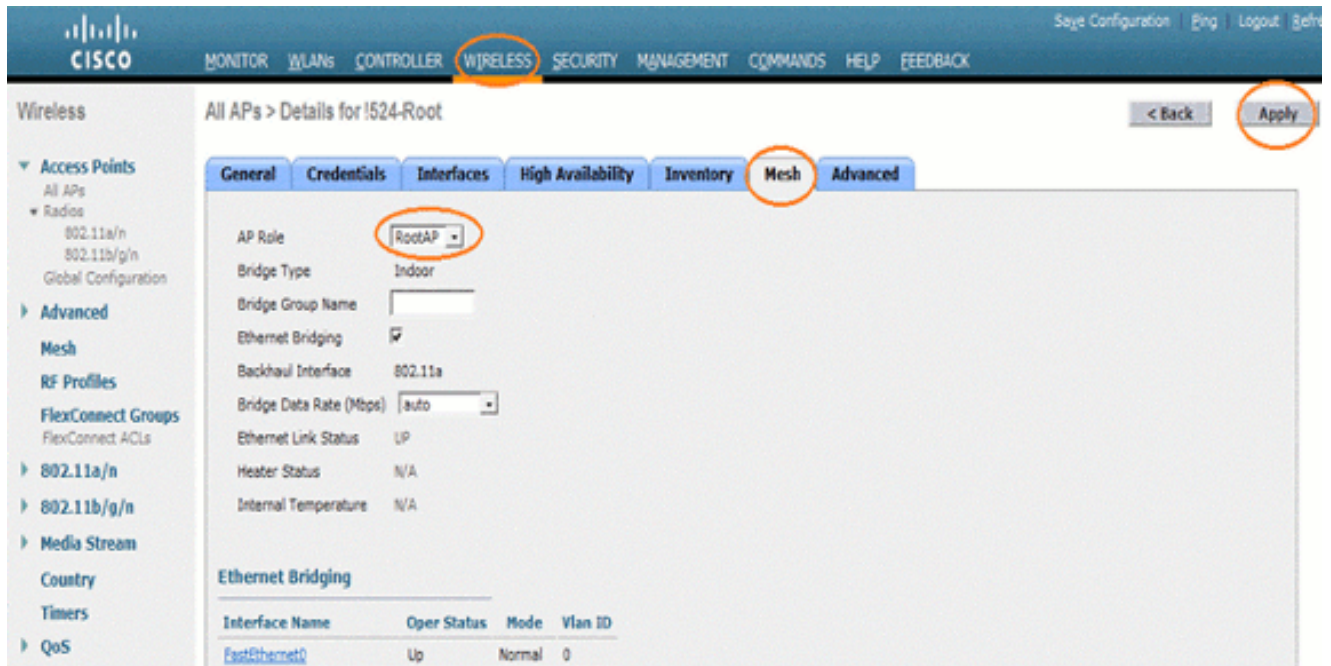 Save Configuration | Ping | Logout | Refre
CISCO
MONITOR WLANs CONTROLLER WIRELESS SECURITY MANAGEMENT COMMANDS HELP FEEDBACK
Wireless
Access Points
All APs
Radios
802.11a/n
802.11b/g/n
Global Configuration
Advanced
Mesh
RF Profiles
FlexConnect Groups
FlexConnect ACLs
802.11a/n
802.11b/g/n
Media Stream
Country
Timers
QoS
All APs > Details for !524-Root
< Back Apply
General Credentials Interfaces High Availability Inventory Mesh Advanced
AP Role RootAP
Bridge Type Indoor
Bridge Group Name
Ethernet Bridging
Backhaul Interface 802.11a
Bridge Data Rate (Mbps) auto
Ethernet Link Status UP
Heater Status N/A
Internal Temperature N/A
Ethernet Bridging
Interface Name Oper Status Mode Vlan ID
FastEthernet0 Up Normal 0